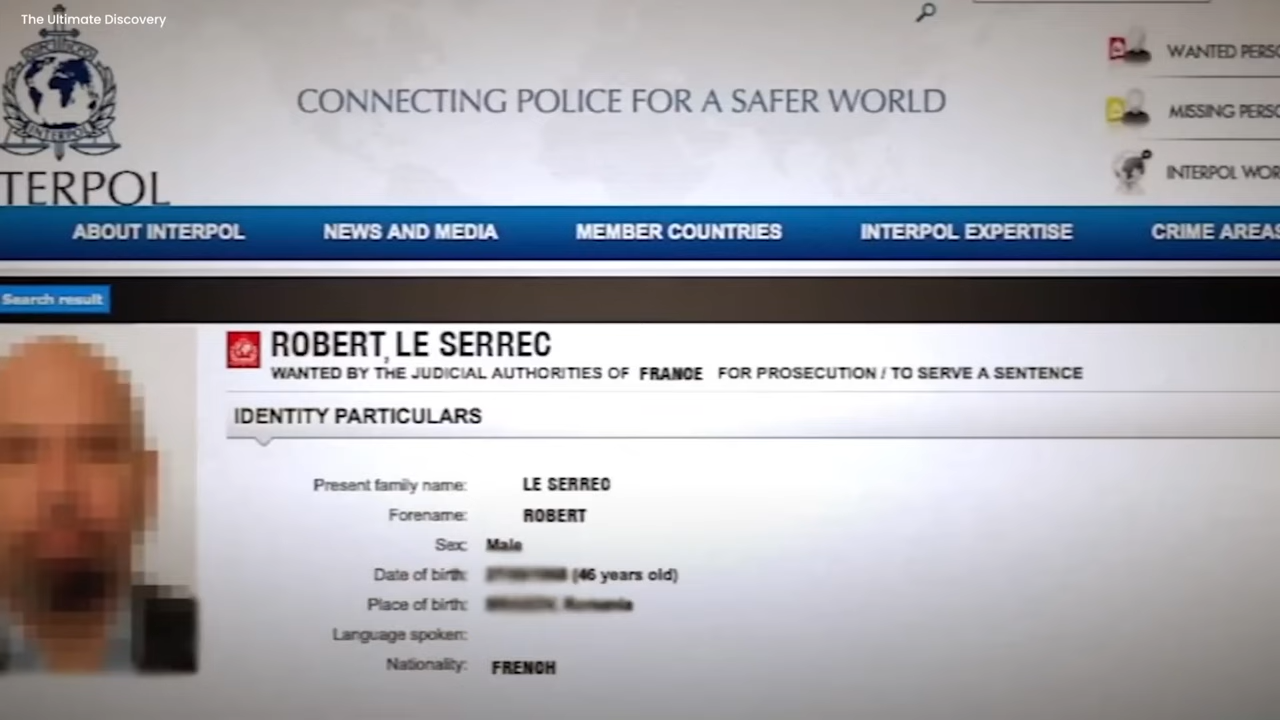 The Ultimate Discovery
INTERPOL
TERPOL
CONNECTING POLICE FOR A SAFER WORLD
WANTED PERSO
MISSING PERSO
INTERPOL WOR
ABOUT INTERPOL
NEWS AND MEDIA
MEMBER COUNTRIES
INTERPOL EXPERTISE
CRIME AREAS
Search result
ROBERT, LE SERREC
WANTED BY THE JUDICIAL AUTHORITIES OF FRANCE FOR PROSECUTION / TO SERVE A SENTENCE
IDENTITY PARTICULARS
Present family name: LE SERREC
Forename: ROBERT
Sex: Male
Date of birth: (46 years old)
Place of birth: Romania
Language spoken:
Nationality: FRENCH